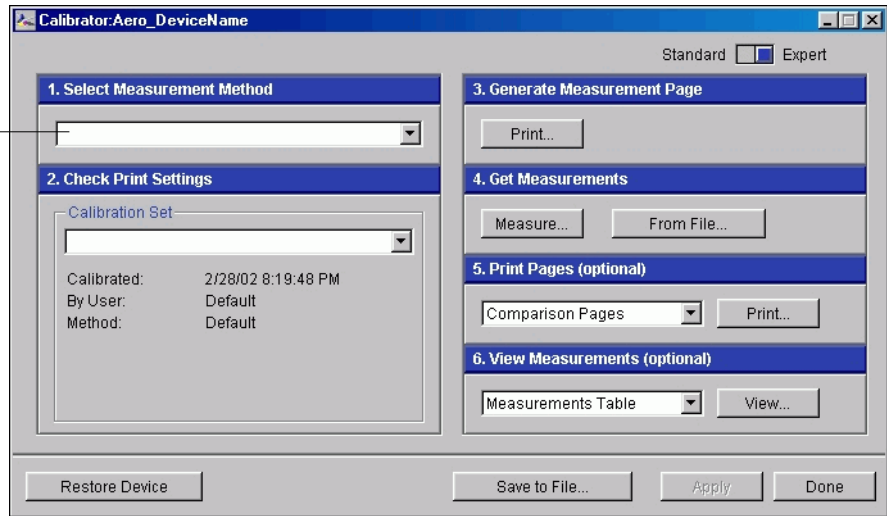 Calibrator:Aero_DeviceName
Standard Expert
1. Select Measurement Method
2. Check Print Settings
Calibration Set
Calibrated: 2/28/02 8:19:48 PM
By User: Default
Method: Default
3. Generate Measurement Page
Print...
4. Get Measurements
Measure... From File...
5. Print Pages (optional)
Comparison Pages Print...
6. View Measurements (optional)
Measurements Table View...
Restore Device Save to File... Apply Done